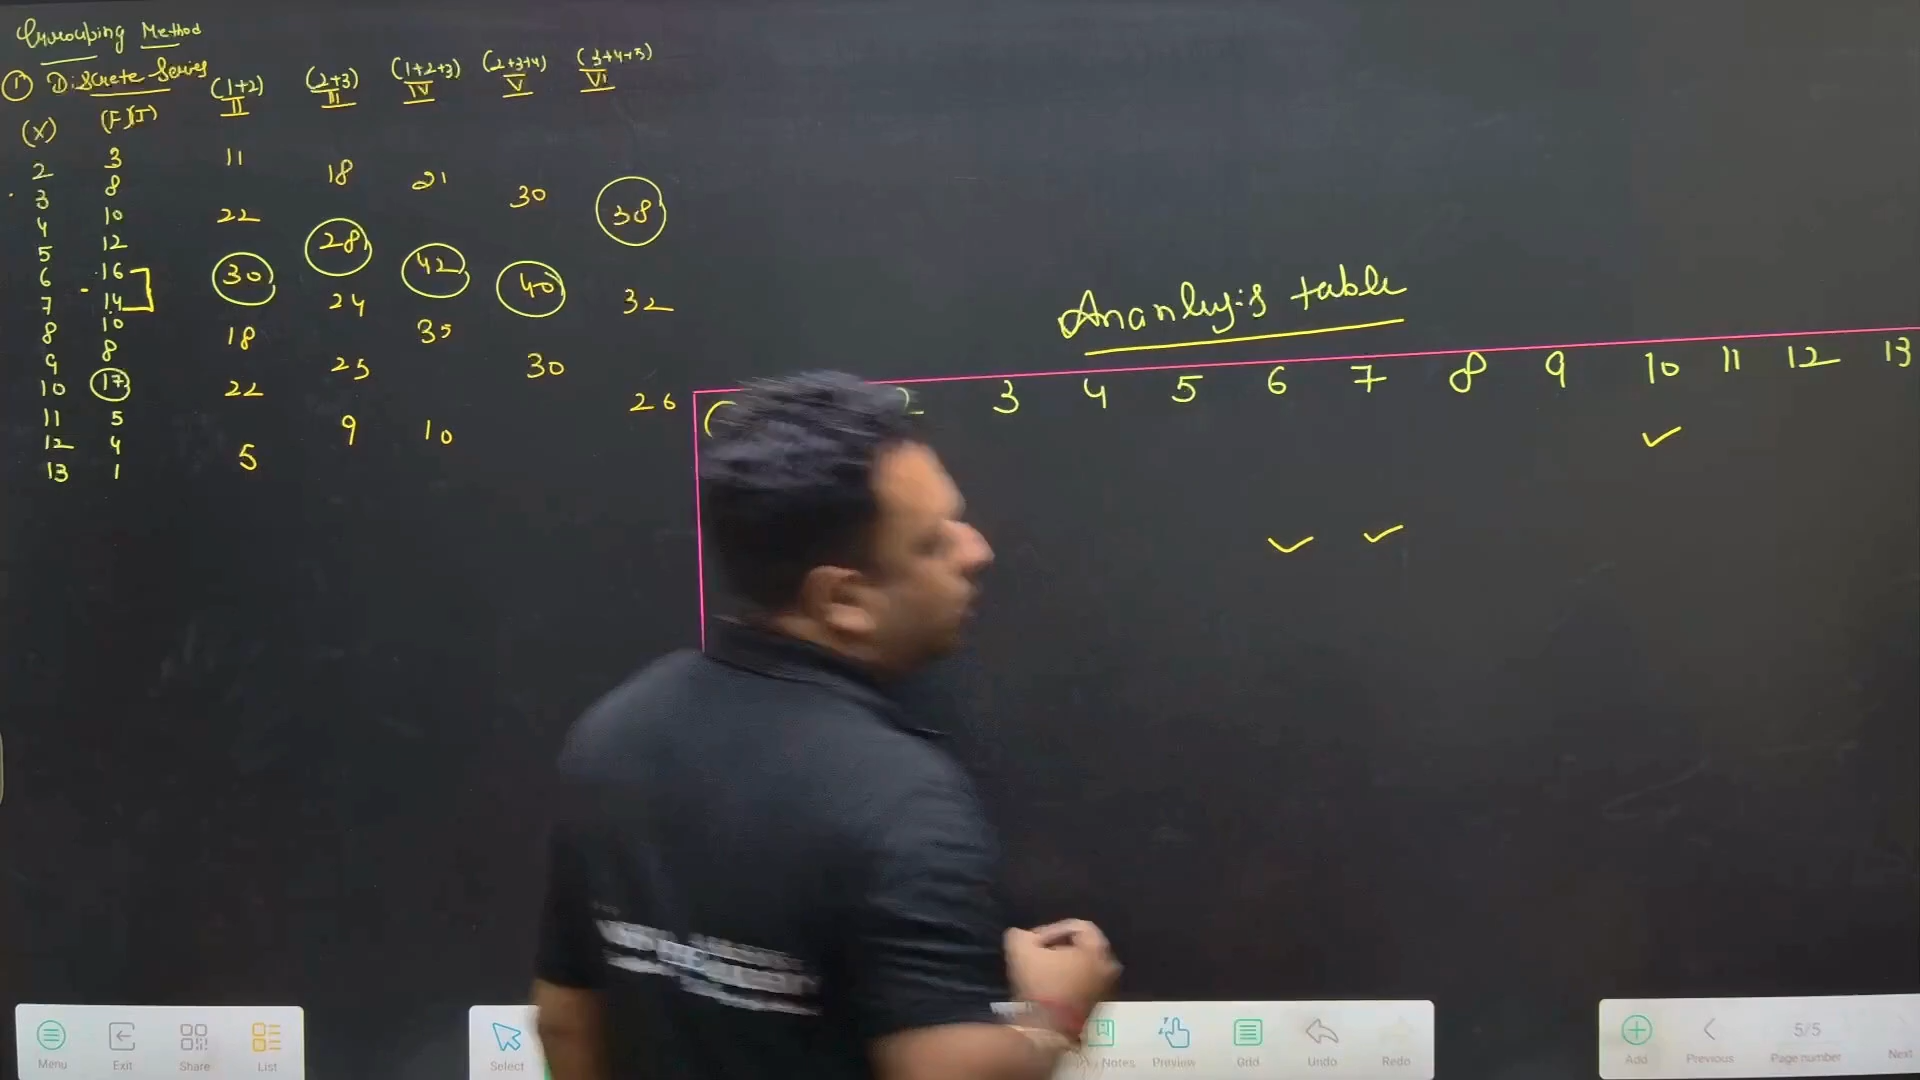 Grouping Method
① Discrete Series
(1+2) (2+3) (1+2+3) (2+3+4) (3+4+5)
II III IV V VI
(X) (F)(I)
2 3 11
3 8 18 21 30 38
4 10 22
5 12 28
6 16 30 42 40
7 14 24 32
8 10 18 35
9 8 25 30
10 17 22 26
11 5 9 10
12 4 5
13 1
Ananlysis table
2 3 4 5 6 7 8 9 10 11 12 13
✓
✓ ✓
Menu Exit Share List
Select Notes Preview Grid Undo Redo
Add Previous 5/5 Page number Next